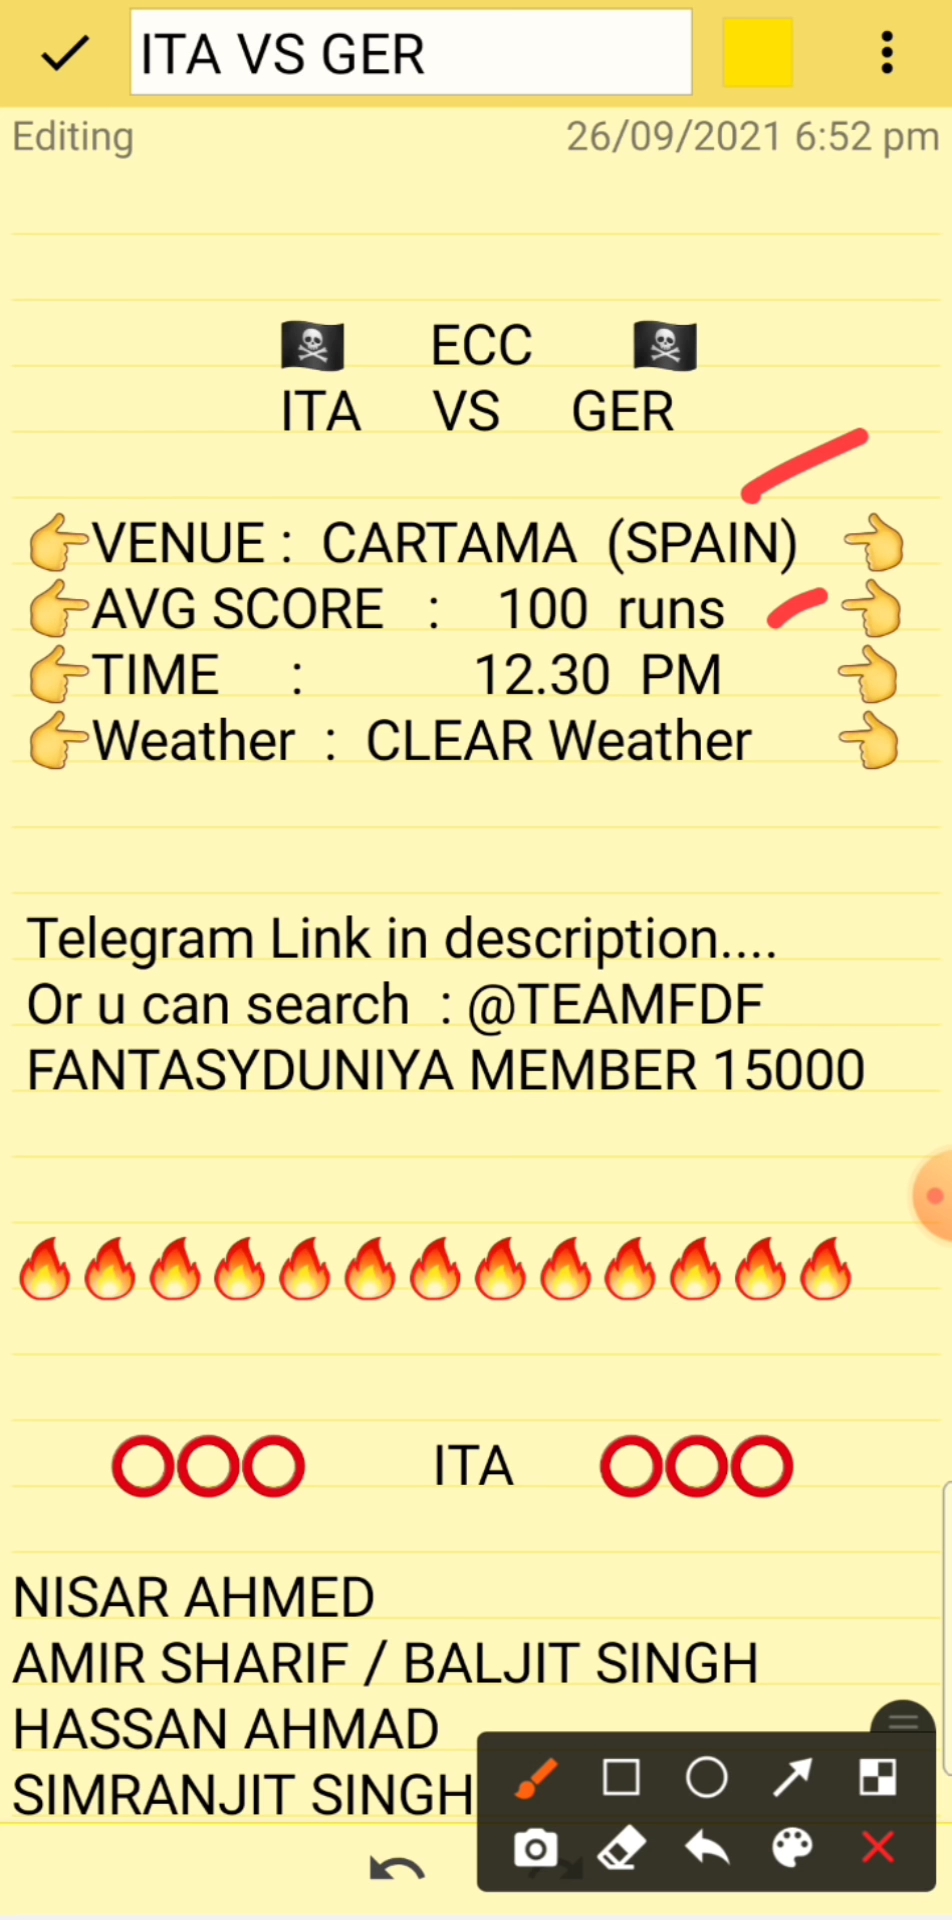 ITA VS GER
Editing 26/09/2021 6:52 pm
🏴‍☠️ ECC 🏴‍☠️
ITA VS GER
👉VENUE : CARTAMA (SPAIN) 👈
👉AVG SCORE : 100 runs 👈
👉TIME : 12.30 PM 👈
👉Weather : CLEAR Weather 👈
Telegram Link in description....
Or u can search : @TEAMFDF
FANTASYDUNIYA MEMBER 15000
🔥🔥🔥🔥🔥🔥🔥🔥🔥🔥🔥🔥🔥
⭕⭕⭕ ITA ⭕⭕⭕
NISAR AHMED
AMIR SHARIF / BALJIT SINGH
HASSAN AHMAD
SIMRANJIT SINGH